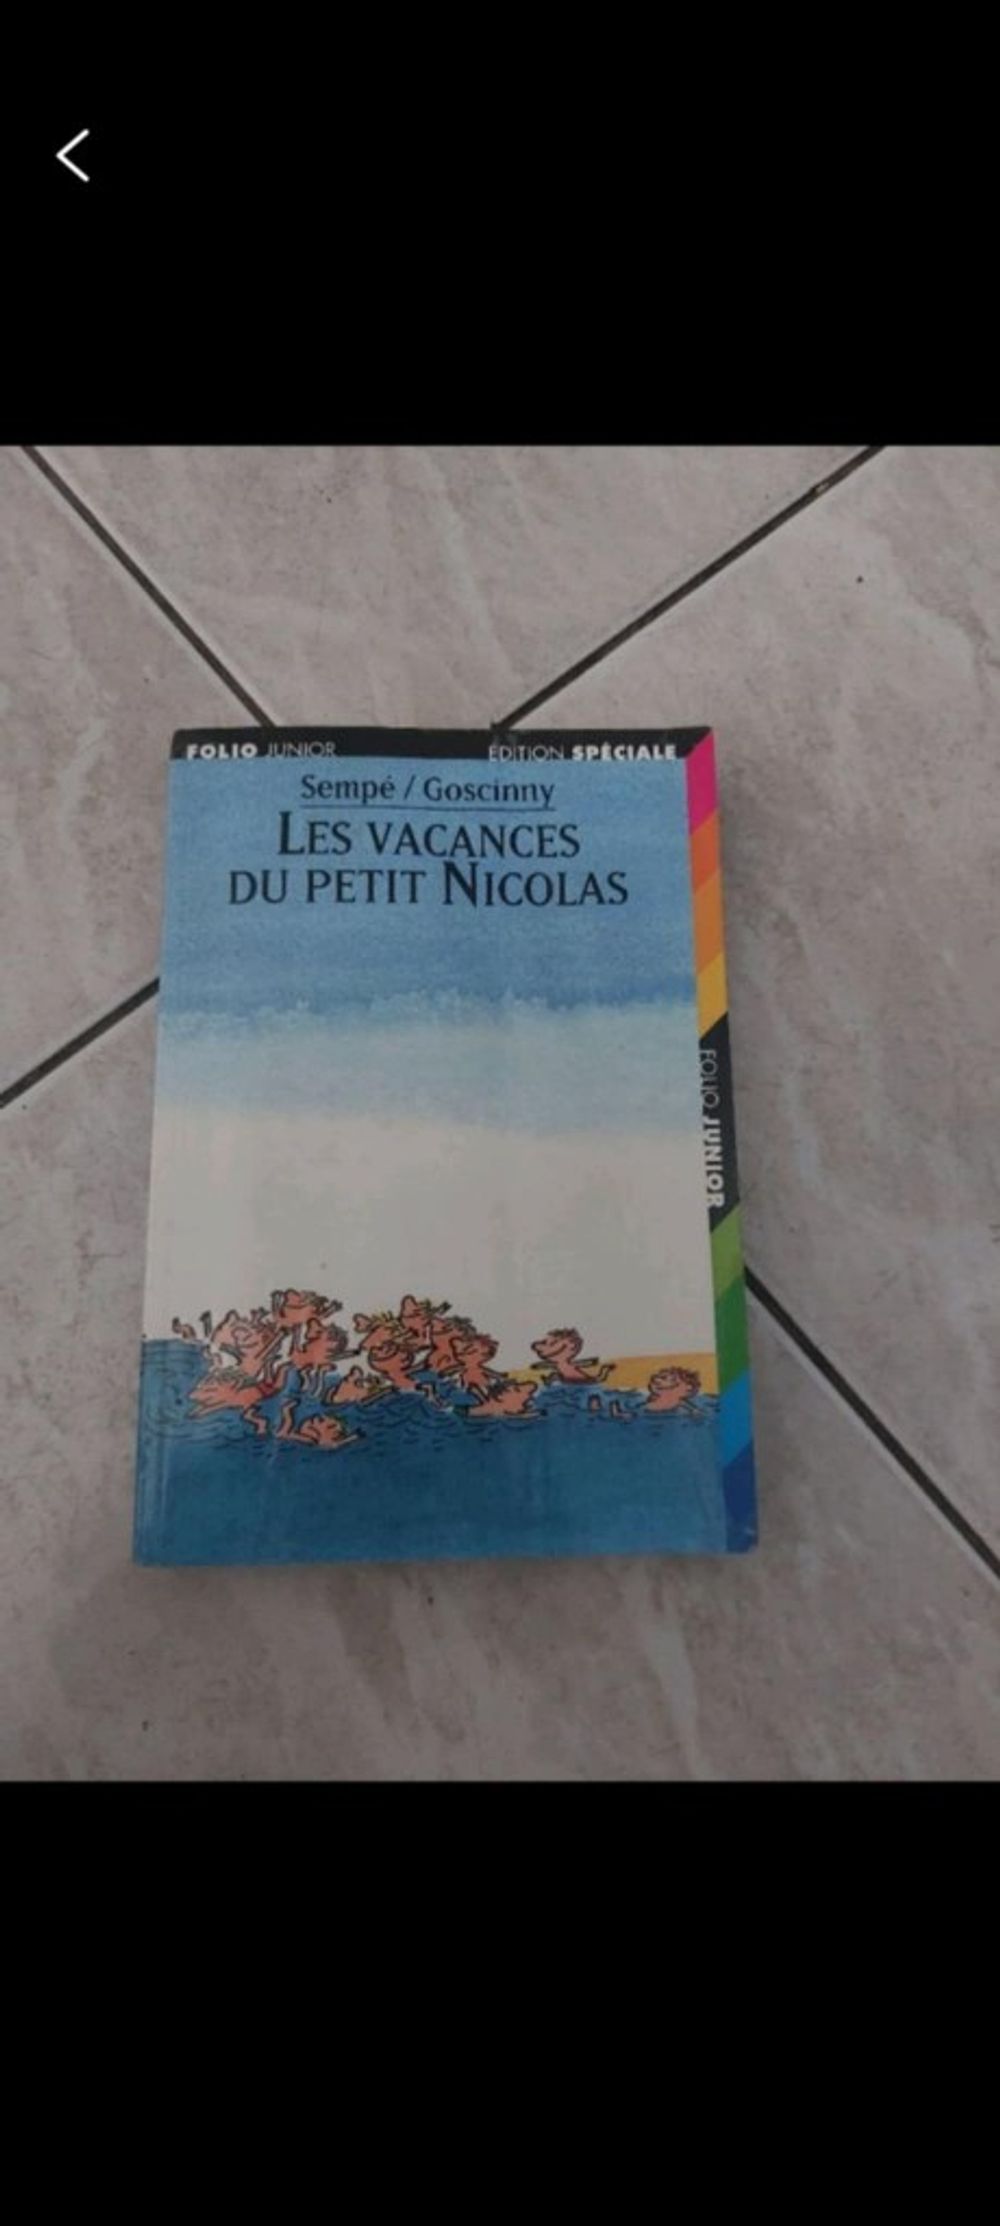 FOLIO JUNIOR
ÉDITION SPÉCIALE
Sempé / Goscinny
LES VACANCES
DU PETIT NICOLAS
FOLIO JUNIOR